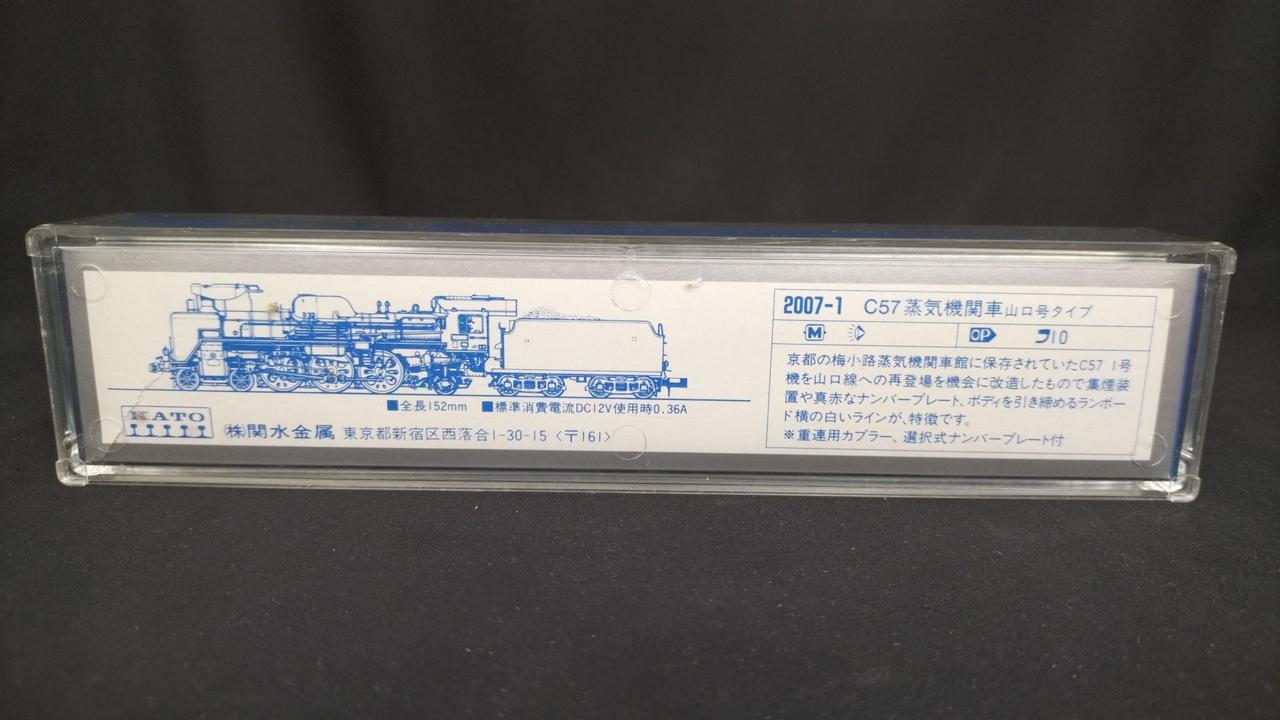 2007-1 C57蒸気機関車山口号タイプ
M OP フ10
京都の梅小路蒸気機関車館に保存されていたC57 1号
機を山口線への再登場を機会に改造したもので集煙装
置や真赤なナンバープレート、ボディを引き締めるランボー
ド横の白いラインが、特徴です。
※重連用カプラー、選択式ナンバープレート付
■全長152mm ■標準消費電流DC12V使用時0.36A
KATO
㈱関水金属 東京都新宿区西落合1-30-15〈〒161〉